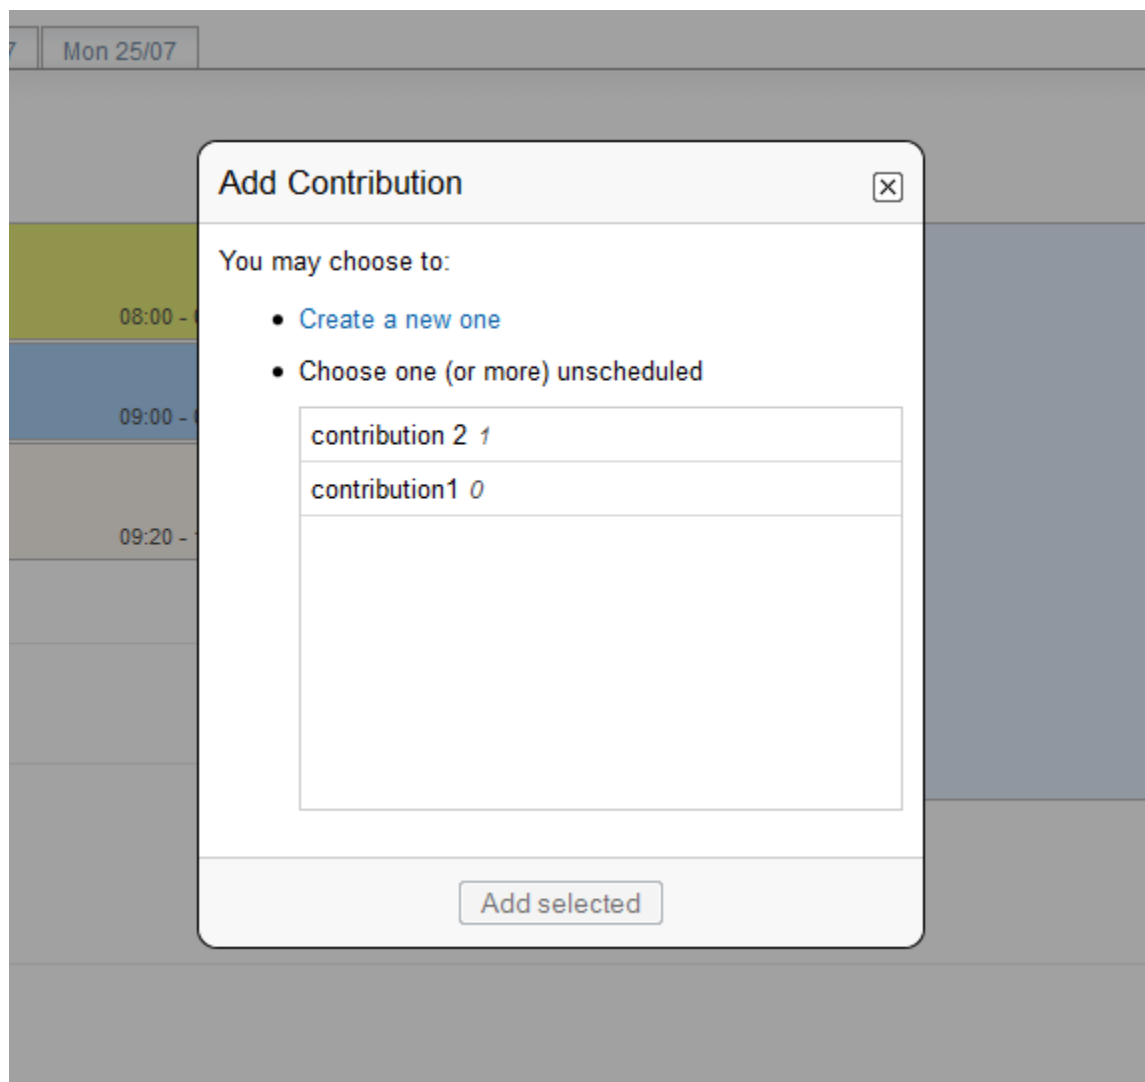 Mon 25/07
Add Contribution
You may choose to:
Create a new one
Choose one (or more) unscheduled
contribution 2 1
contribution1 0
08:00 -
09:00 -
09:20 -
Add selected